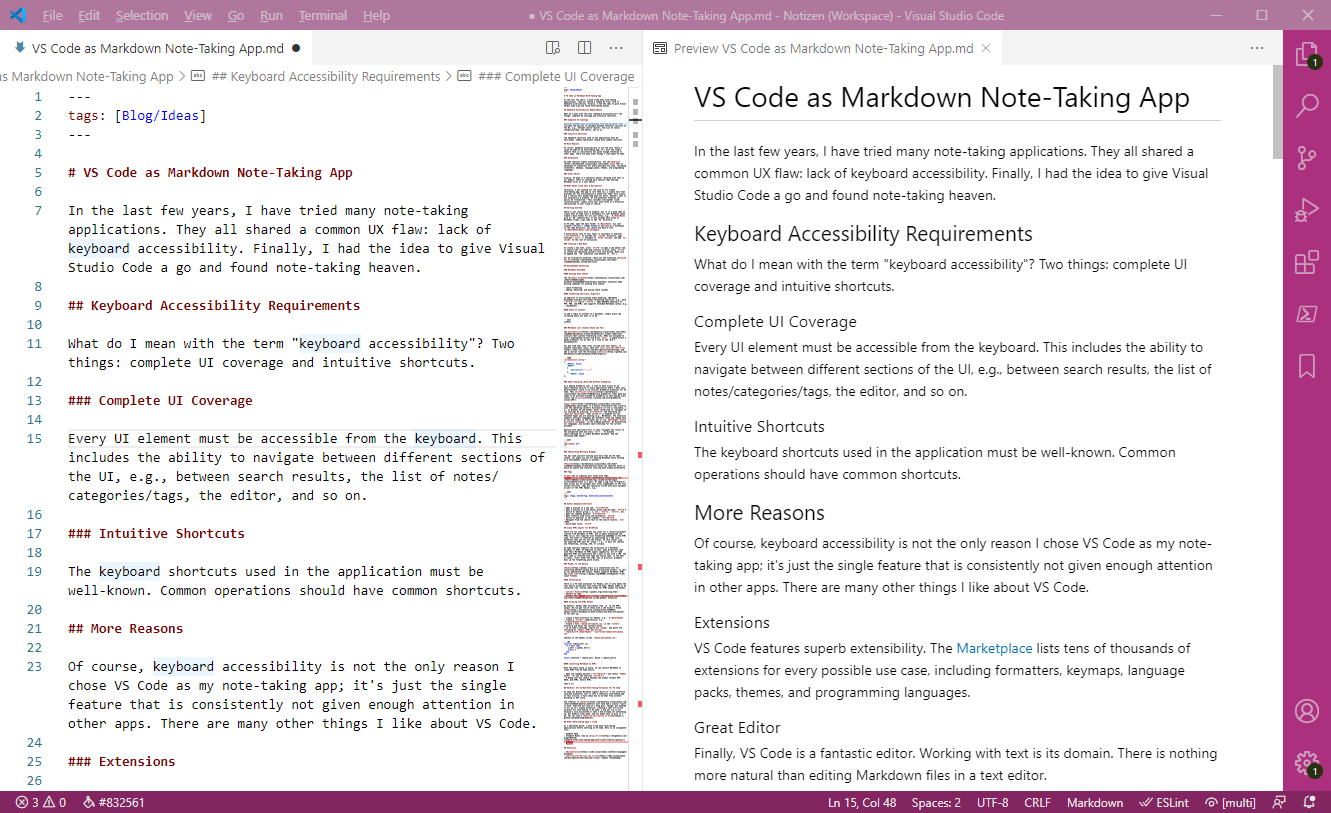 File Edit Selection View Go Run Terminal Help
● VS Code as Markdown Note-Taking App.md - Notizen (Workspace) - Visual Studio Code
VS Code as Markdown Note-Taking App.md ●
as Markdown Note-Taking App > ## Keyboard Accessibility Requirements > ### Complete UI Coverage
1 ---
2 tags: [Blog/Ideas]
3 ---
4
5 # VS Code as Markdown Note-Taking App
6
7 In the last few years, I have tried many note-taking
applications. They all shared a common UX flaw: lack of
keyboard accessibility. Finally, I had the idea to give Visual
Studio Code a go and found note-taking heaven.
8
9 ## Keyboard Accessibility Requirements
10
11 What do I mean with the term "keyboard accessibility"? Two
things: complete UI coverage and intuitive shortcuts.
12
13 ### Complete UI Coverage
14
15 Every UI element must be accessible from the keyboard. This
includes the ability to navigate between different sections of
the UI, e.g., between search results, the list of notes/
categories/tags, the editor, and so on.
16
17 ### Intuitive Shortcuts
18
19 The keyboard shortcuts used in the application must be
well-known. Common operations should have common shortcuts.
20
21 ## More Reasons
22
23 Of course, keyboard accessibility is not the only reason I
chose VS Code as my note-taking app; it's just the single
feature that is consistently not given enough attention in
other apps. There are many other things I like about VS Code.
24
25 ### Extensions
26
Preview VS Code as Markdown Note-Taking App.md
VS Code as Markdown Note-Taking App
In the last few years, I have tried many note-taking applications. They all shared a
common UX flaw: lack of keyboard accessibility. Finally, I had the idea to give Visual
Studio Code a go and found note-taking heaven.
Keyboard Accessibility Requirements
What do I mean with the term "keyboard accessibility"? Two things: complete UI
coverage and intuitive shortcuts.
Complete UI Coverage
Every UI element must be accessible from the keyboard. This includes the ability to
navigate between different sections of the UI, e.g., between search results, the list of
notes/categories/tags, the editor, and so on.
Intuitive Shortcuts
The keyboard shortcuts used in the application must be well-known. Common
operations should have common shortcuts.
More Reasons
Of course, keyboard accessibility is not the only reason I chose VS Code as my note-
taking app; it's just the single feature that is consistently not given enough attention
in other apps. There are many other things I like about VS Code.
Extensions
VS Code features superb extensibility. The Marketplace lists tens of thousands of
extensions for every possible use case, including formatters, keymaps, language
packs, themes, and programming languages.
Great Editor
Finally, VS Code is a fantastic editor. Working with text is its domain. There is nothing
more natural than editing Markdown files in a text editor.
1
1
3 0 #832561
Ln 15, Col 48 Spaces: 2 UTF-8 CRLF Markdown ESLint [multi]